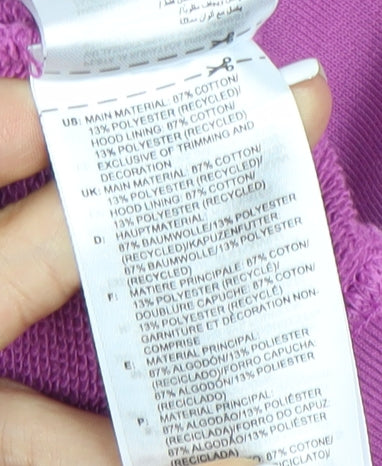 US: MAIN MATERIAL: 87% COTTON/
13% POLYESTER (RECYCLED)
HOOD LINING: 87% COTTON/
13% POLYESTER (RECYCLED)
EXCLUSIVE OF TRIMMING AND
DECORATION
UK: MAIN MATERIAL: 87% COTTON/
13% POLYESTER (RECYCLED)/
HOOD LINING: 87% COTTON/
13% POLYESTER (RECYCLED)
D: HAUPTMATERIAL:
87% BAUMWOLLE/13% POLYESTER
(RECYCLED)/KAPUZENFUTTER:
87% BAUMWOLLE/13% POLYESTER
(RECYCLED)
F: MATIÈRE PRINCIPALE: 87% COTON/
13% POLYESTER (RECYCLÉ)/
DOUBLURE CAPUCHE: 87% COTON/
13% POLYESTER (RECYCLÉ)
GARNITURE ET DÉCORATION NON-
COMPRISE
E: MATERIAL PRINCIPAL:
87% ALGODÓN/13% POLIÉSTER
(RECICLADO)/FORRO CAPUCHA:
87% ALGODÓN/13% POLIÉSTER
(RECICLADO)
P: MATERIAL PRINCIPAL:
87% ALGODÃO/13% POLIÉSTER
(RECICLADA)/FORRO DO CAPUZ:
87% ALGODÃO/13% POLIÉSTER
(RECICLADA)
87% COTONE/